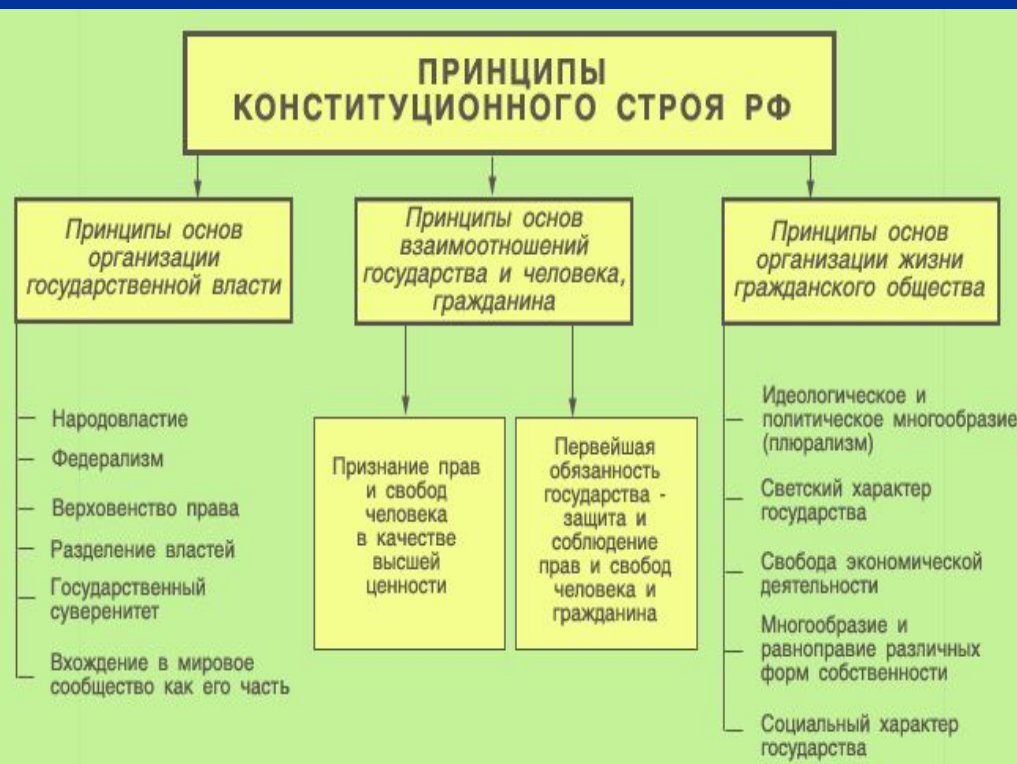 ПРИНЦИПЫ
КОНСТИТУЦИОННОГО СТРОЯ РФ
Принципы основ
организации
государственной власти
Народовластие
Федерализм
Верховенство права
Разделение властей
Государственный
суверенитет
Вхождение в мировое
сообщество как его часть
Принципы основ
взаимоотношений
государства и человека,
гражданина
Признание прав
и свобод
человека
в качестве
высшей
ценности
Первейшая
обязанность
государства -
защита и
соблюдение
прав и свобод
человека и
гражданина
Принципы основ
организации жизни
гражданского общества
Идеологическое и
политическое многообразие
(плюрализм)
Светский характер
государства
Свобода экономической
деятельности
Многообразие и
равноправие различных
форм собственности
Социальный характер
государства